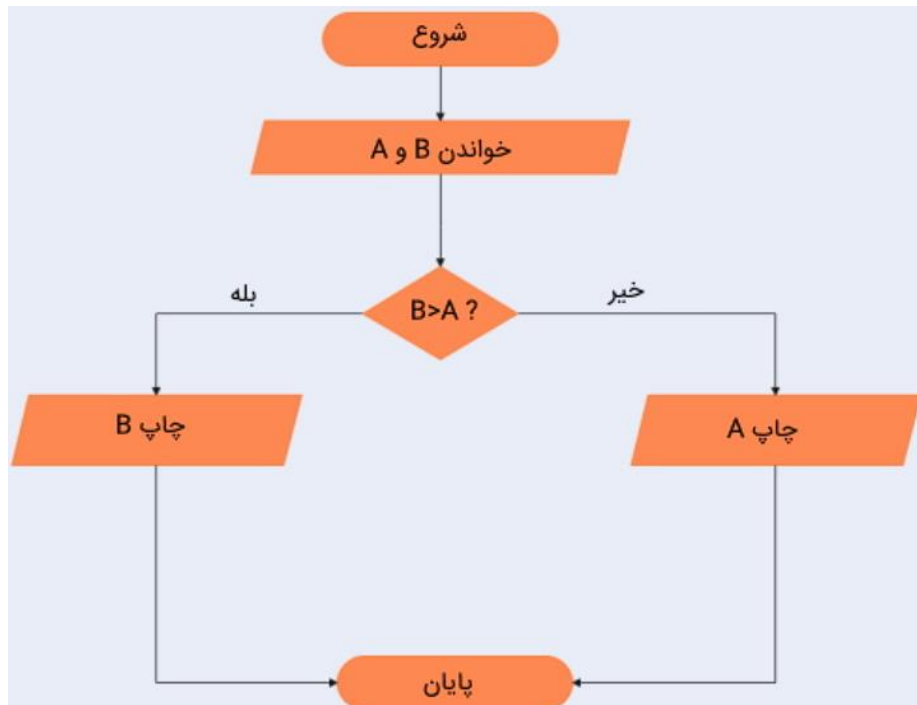 شروع
خواندن B و A
B>A ?
بله
خیر
چاپ B
چاپ A
پایان